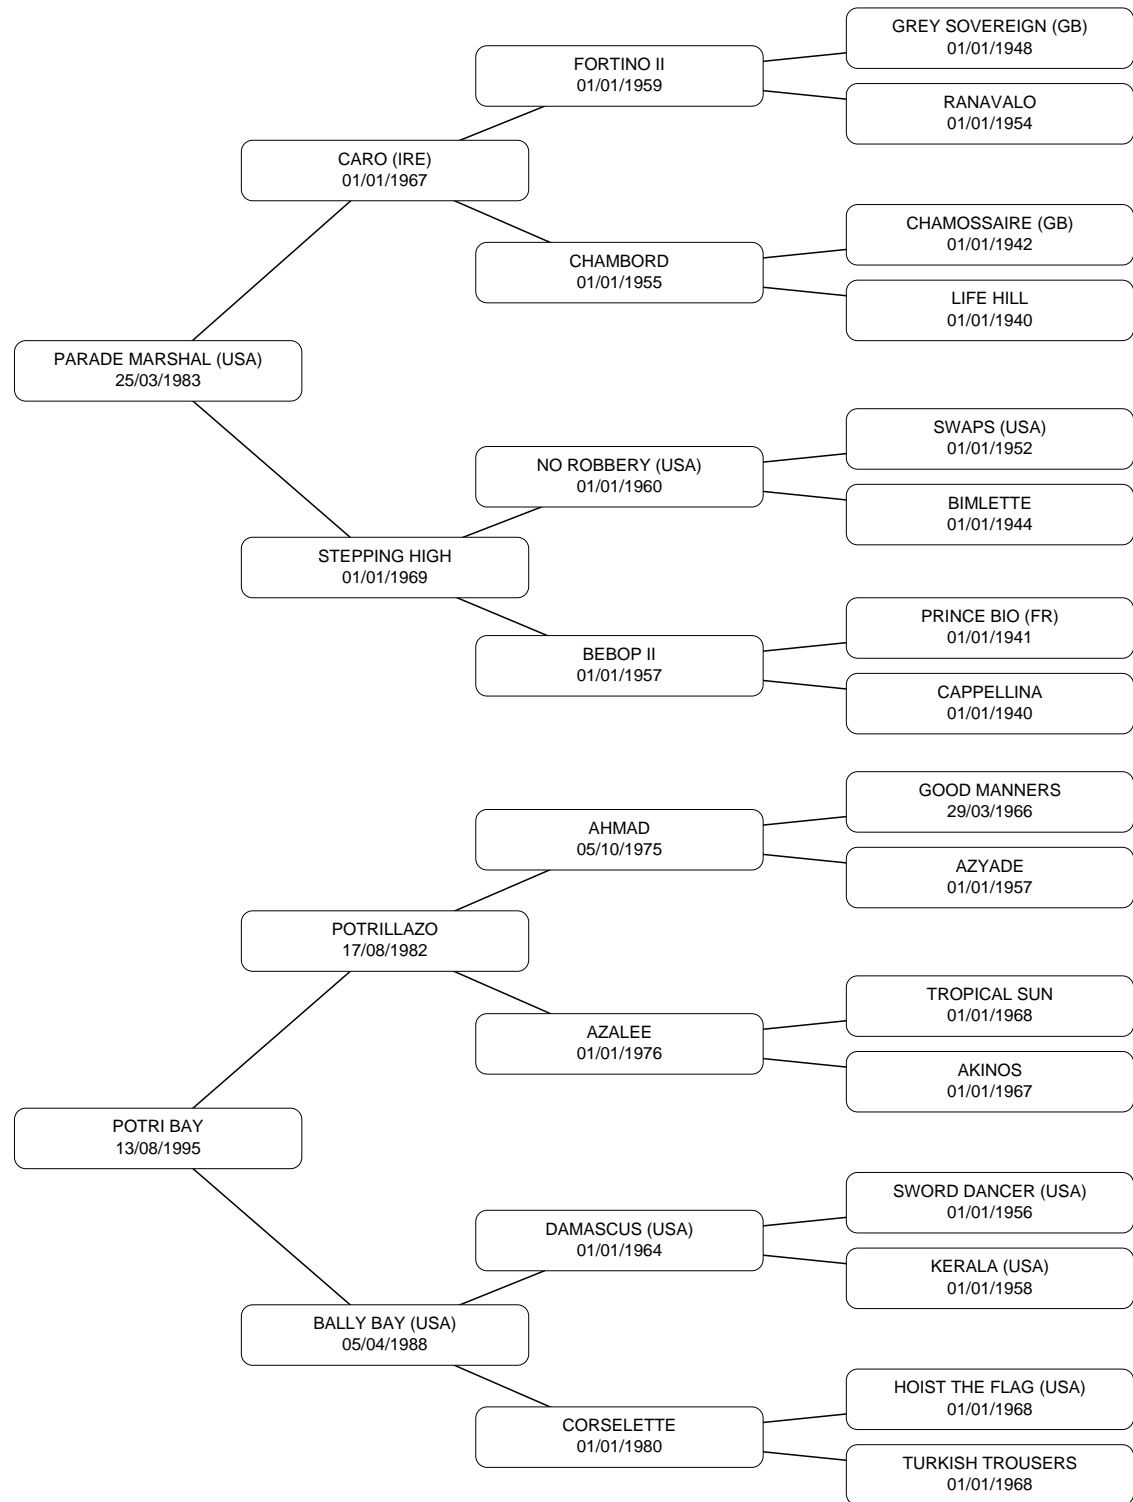 GREY SOVEREIGN (GB)
01/01/1948
FORTINO II
01/01/1959
RANAVALO
01/01/1954
CARO (IRE)
01/01/1967
CHAMOSSAIRE (GB)
01/01/1942
CHAMBORD
01/01/1955
LIFE HILL
01/01/1940
PARADE MARSHAL (USA)
25/03/1983
SWAPS (USA)
01/01/1952
NO ROBBERY (USA)
01/01/1960
BIMLETTE
01/01/1944
STEPPING HIGH
01/01/1969
PRINCE BIO (FR)
01/01/1941
BEBOP II
01/01/1957
CAPPELLINA
01/01/1940
GOOD MANNERS
29/03/1966
AHMAD
05/10/1975
AZYADE
01/01/1957
POTRILLAZO
17/08/1982
TROPICAL SUN
01/01/1968
AZALEE
01/01/1976
AKINOS
01/01/1967
POTRI BAY
13/08/1995
SWORD DANCER (USA)
01/01/1956
DAMASCUS (USA)
01/01/1964
KERALA (USA)
01/01/1958
BALLY BAY (USA)
05/04/1988
HOIST THE FLAG (USA)
01/01/1968
CORSELETTE
01/01/1980
TURKISH TROUSERS
01/01/1968